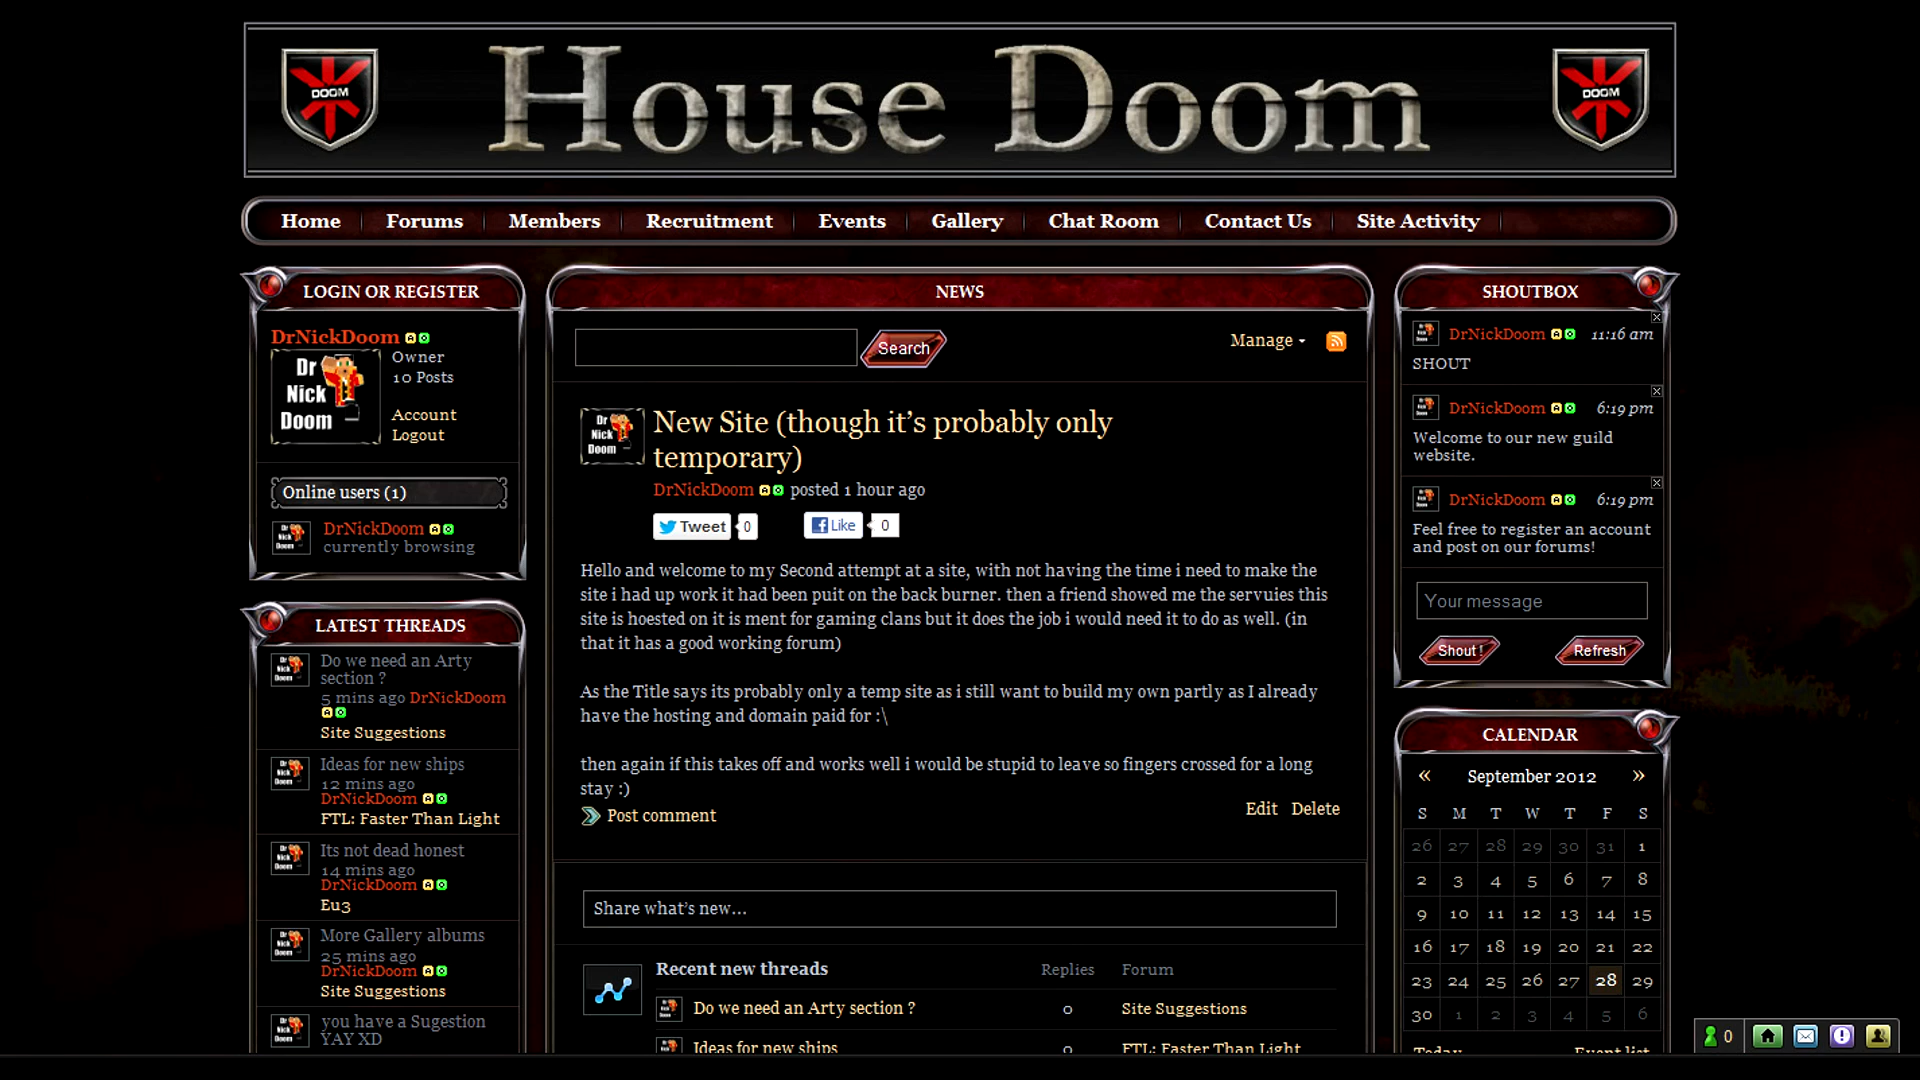 DOOM
House Doom
DOOM
Home
Forums
Members
Recruitment
Events
Gallery
Chat Room
Contact Us
Site Activity
LOGIN OR REGISTER
DrNickDoom
Dr
Nick
Doom
Owner
10 Posts
Account
Logout
Online users (1)
DrNickDoom
currently browsing
LATEST THREADS
Do we need an Arty
section ?
5 mins ago DrNickDoom
Site Suggestions
Ideas for new ships
12 mins ago
DrNickDoom
FTL: Faster Than Light
Its not dead honest
14 mins ago
DrNickDoom
Eu3
More Gallery albums
25 mins ago
DrNickDoom
Site Suggestions
you have a Sugestion
YAY XD
NEWS
Search
Manage
Dr
Nick
Doom
New Site (though it's probably only
temporary)
DrNickDoom posted 1 hour ago
Tweet 0
Like 0
Hello and welcome to my Second attempt at a site, with not having the time i need to make the
site i had up work it had been puit on the back burner. then a friend showed me the servuies this
site is hoested on it is ment for gaming clans but it does the job i would need it to do as well. (in
that it has a good working forum)
As the Title says its probably only a temp site as i still want to build my own partly as I already
have the hosting and domain paid for :\
then again if this takes off and works well i would be stupid to leave so fingers crossed for a long
stay :)
Post comment
Edit Delete
Share what's new...
Recent new threads Replies Forum
Do we need an Arty section ? 0 Site Suggestions
Ideas for new ships 0 FTL: Faster Than Light
SHOUTBOX
DrNickDoom 11:16 am
SHOUT
DrNickDoom 6:19 pm
Welcome to our new guild
website.
DrNickDoom 6:19 pm
Feel free to register an account
and post on our forums!
Your message
Shout!
Refresh
CALENDAR
« September 2012 »
S M T W T F S
26 27 28 29 30 31 1
2 3 4 5 6 7 8
9 10 11 12 13 14 15
16 17 18 19 20 21 22
23 24 25 26 27 28 29
30 1 2 3 4 5 6
Today Event list
0